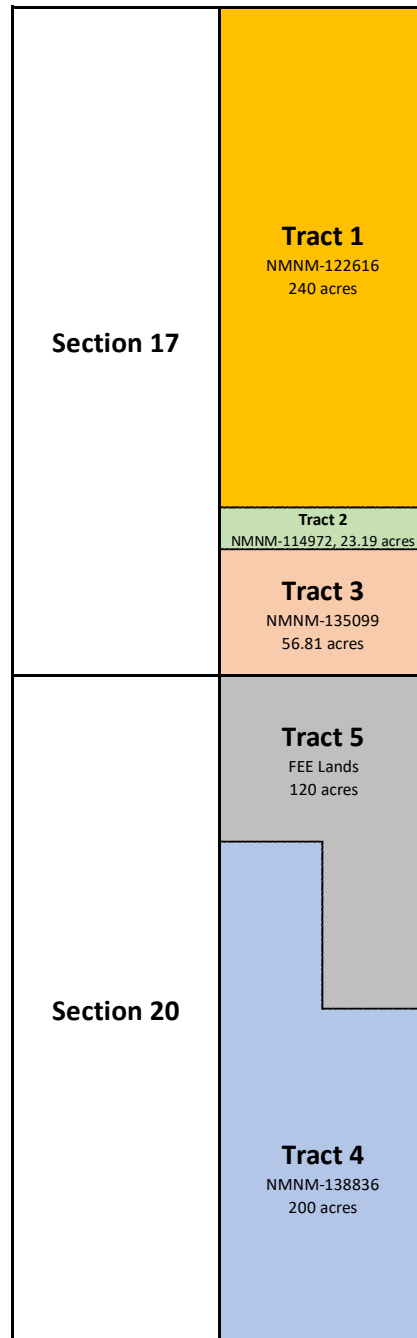 Tract 1
NMNM-122616
240 acres
Section 17
Tract 2
NMNM-114972, 23.19 acres
Tract 3
NMNM-135099
56.81 acres
Tract 5
FEE Lands
120 acres
Section 20
Tract 4
NMNM-138836
200 acres